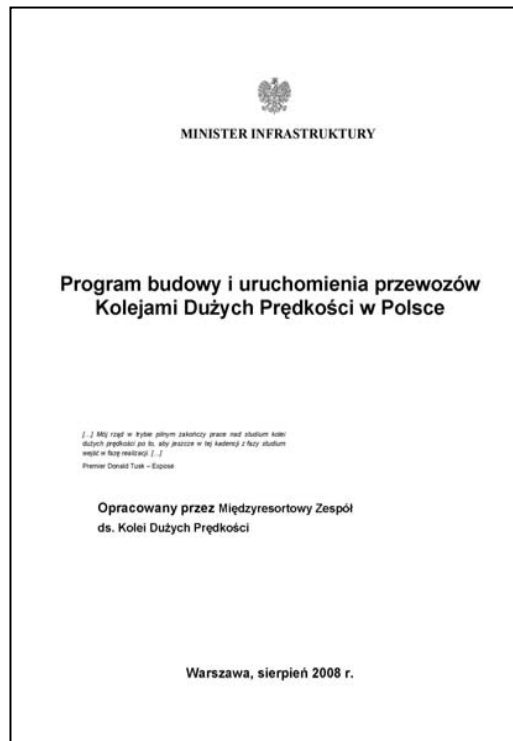 MINISTER INFRASTRUKTURY
Program budowy i uruchomienia przewozów
Kolejami Dużych Prędkości w Polsce
[...] Mój rząd w trybie pilnym zakończy prace nad studium kolei
dużych prędkości po to, aby jeszcze w tej kadencji z fazy studium
wejść w fazę realizacji. [...]
Premier Donald Tusk – Expose
Opracowany przez Międzyresortowy Zespół
ds. Kolei Dużych Prędkości
Warszawa, sierpień 2008 r.